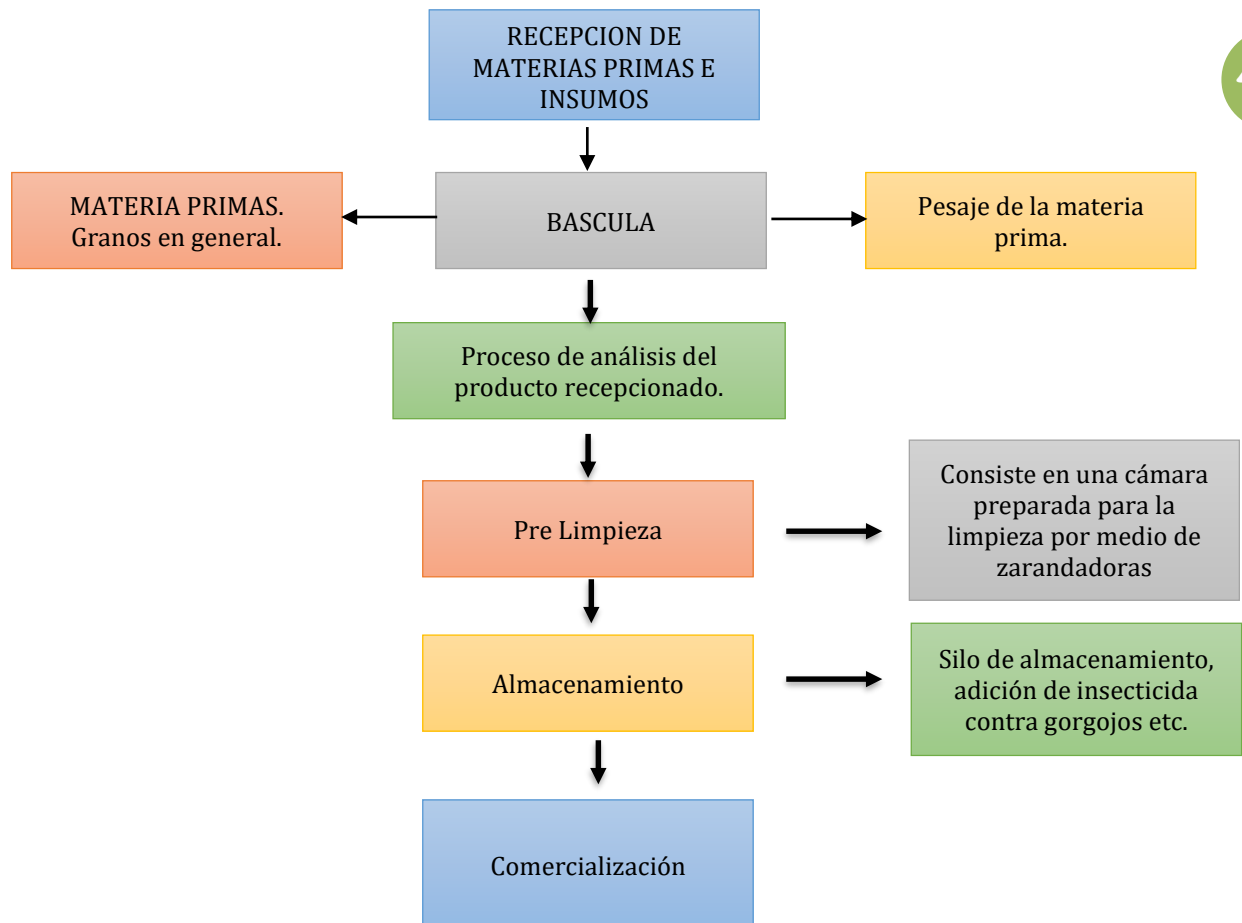 RECEPCION DE
MATERIAS PRIMAS E
INSUMOS
MATERIA PRIMAS.
Granos en general.
BASCULA
Pesaje de la materia
prima.
Proceso de análisis del
producto recepcionado.
Pre Limpieza
Consiste en una cámara
preparada para la
limpieza por medio de
zarandadoras
Almacenamiento
Silo de almacenamiento,
adición de insecticida
contra gorgojos etc.
Comercialización